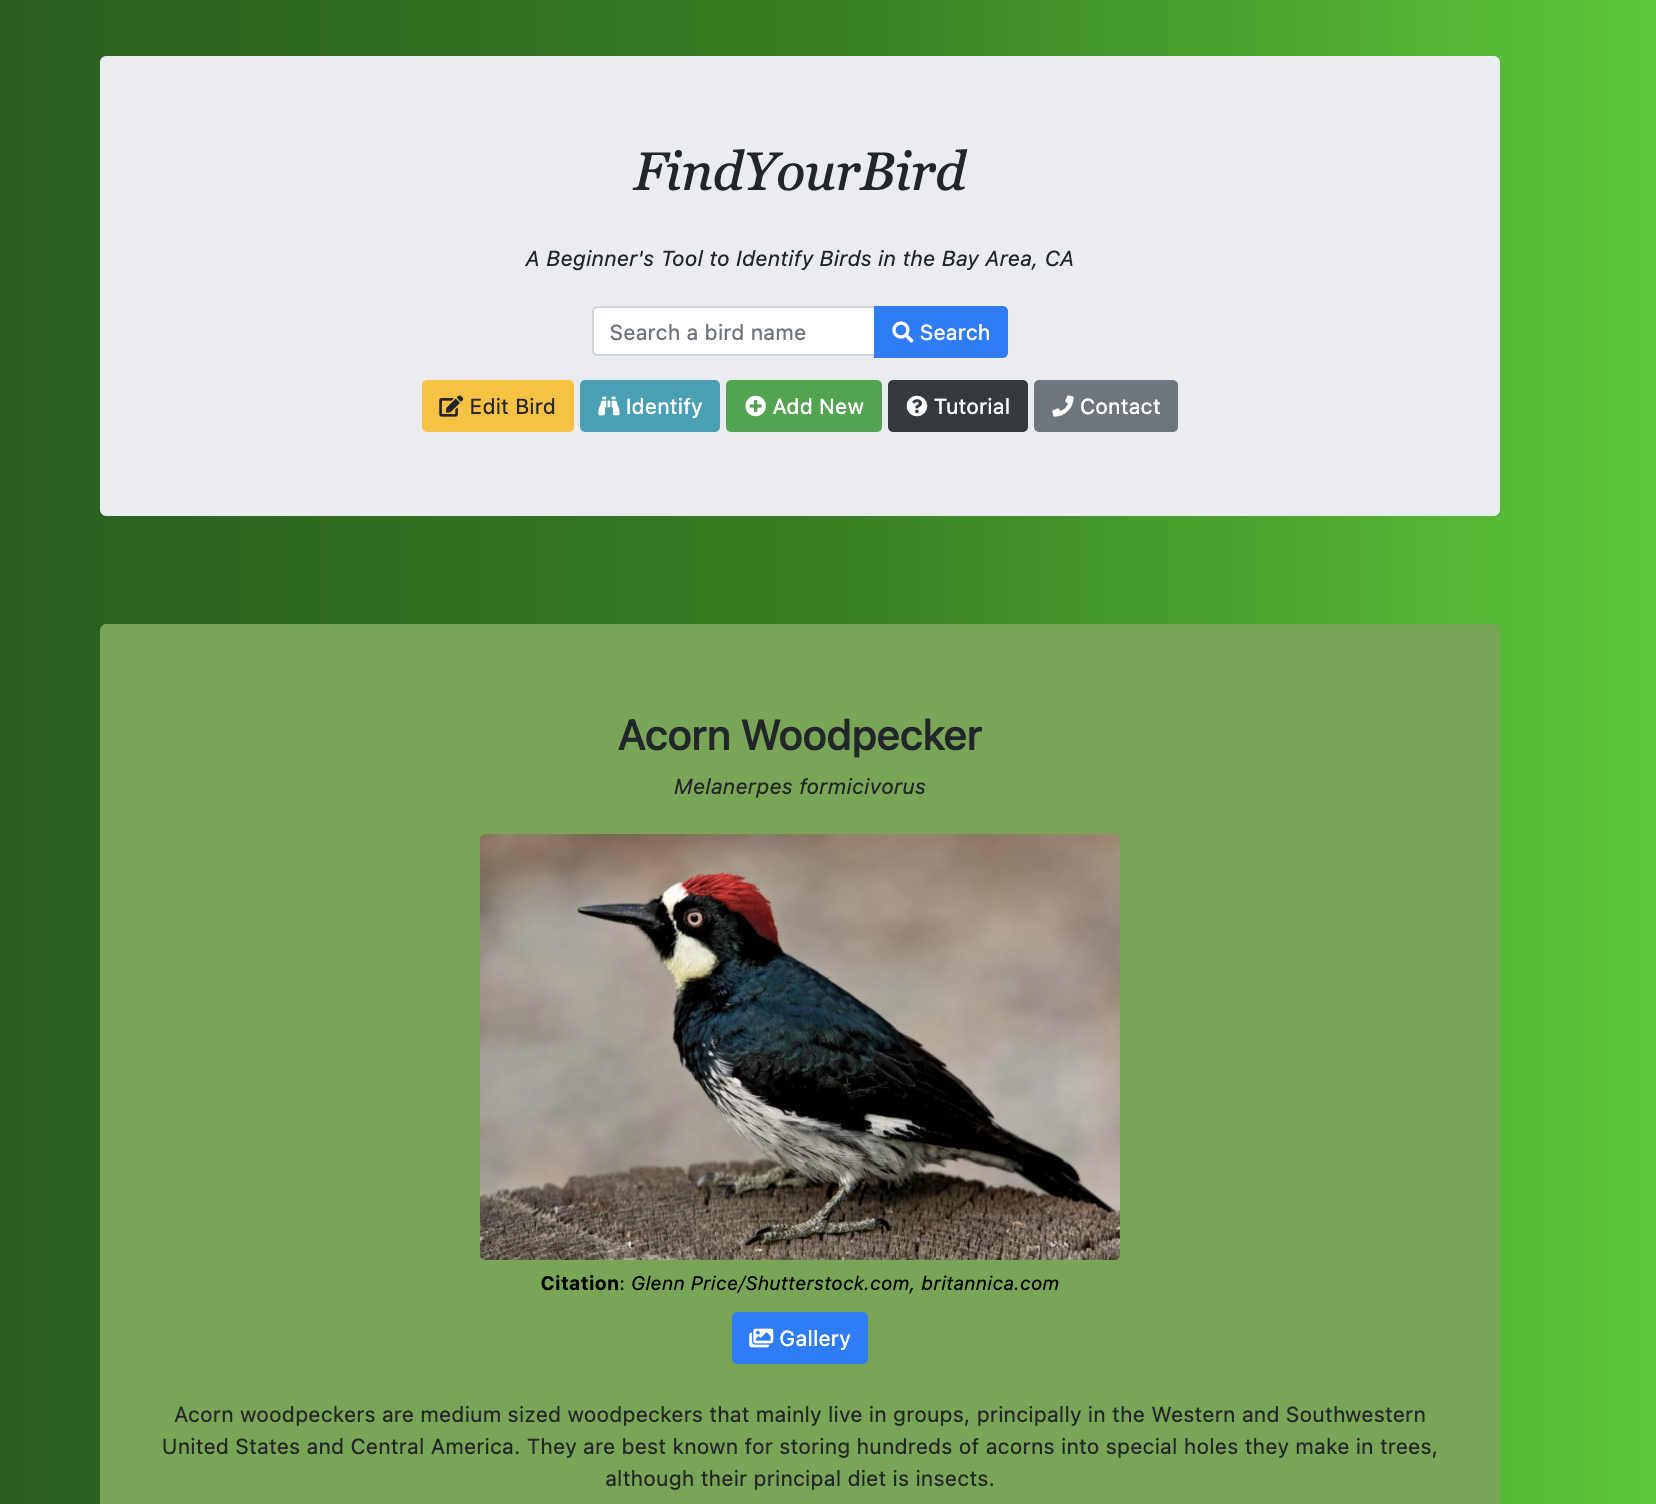 FindYourBird
A Beginner's Tool to Identify Birds in the Bay Area, CA
Search a bird name Search
Edit Bird Identify Add New Tutorial Contact
Acorn Woodpecker
Melanerpes formicivorus
Citation: Glenn Price/Shutterstock.com, britannica.com
Gallery
Acorn woodpeckers are medium sized woodpeckers that mainly live in groups, principally in the Western and Southwestern
United States and Central America. They are best known for storing hundreds of acorns into special holes they make in trees,
although their principal diet is insects.